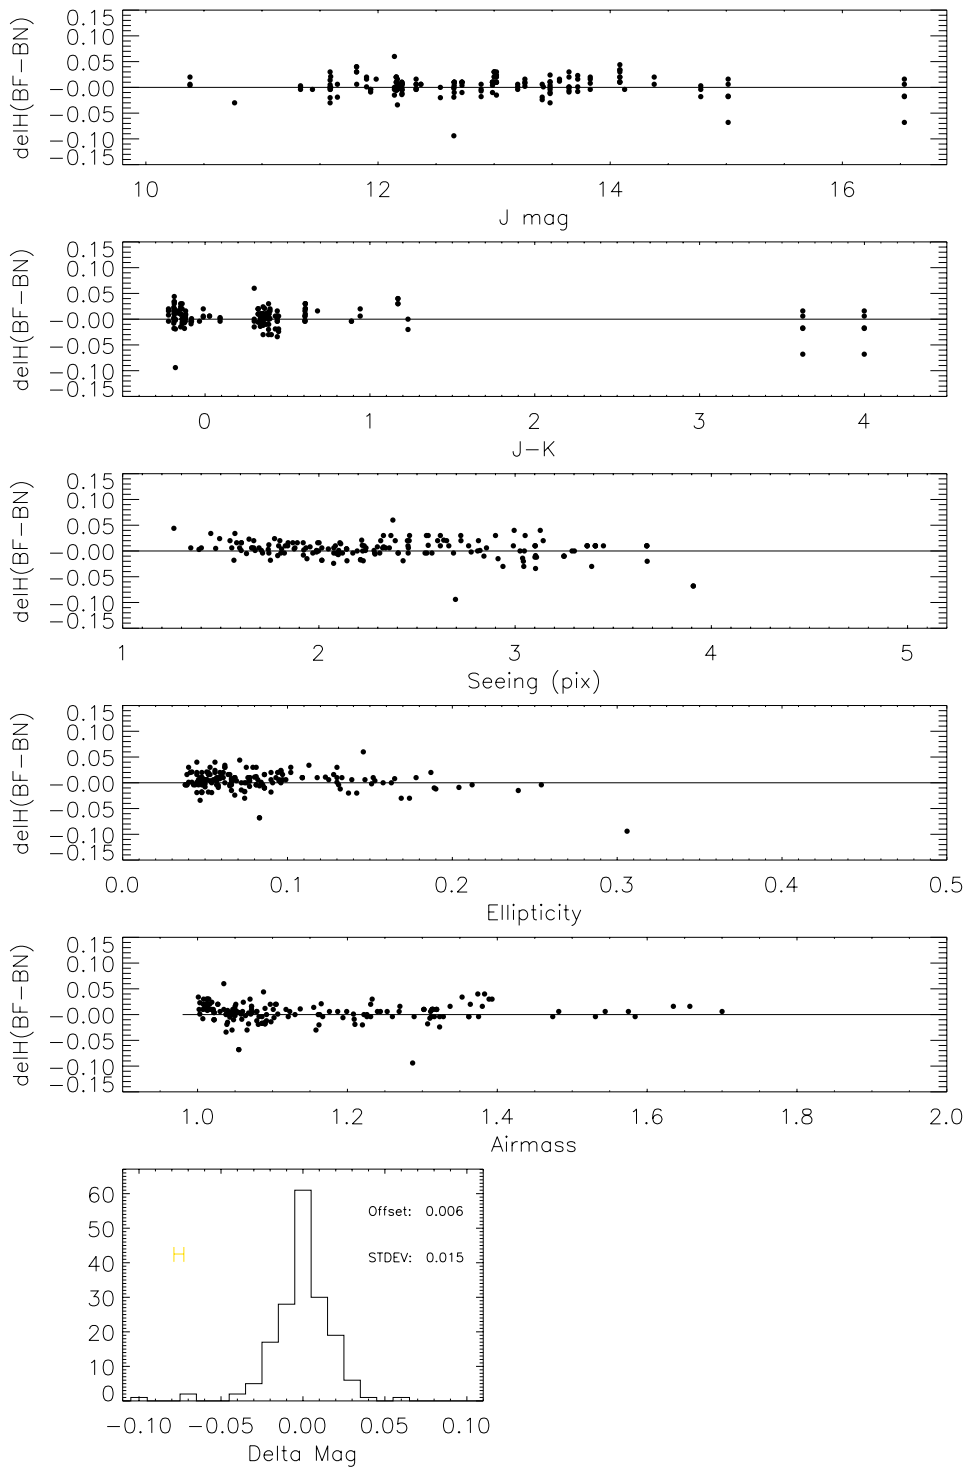 delH(BF−BN)
0.15
0.10
0.05
−0.00
−0.05
−0.10
−0.15
10 12 14 16
J mag
delH(BF−BN)
0.15
0.10
0.05
−0.00
−0.05
−0.10
−0.15
0 1 2 3 4
J−K
delH(BF−BN)
0.15
0.10
0.05
−0.00
−0.05
−0.10
−0.15
1 2 3 4 5
Seeing (pix)
delH(BF−BN)
0.15
0.10
0.05
−0.00
−0.05
−0.10
−0.15
0.0 0.1 0.2 0.3 0.4 0.5
Ellipticity
delH(BF−BN)
0.15
0.10
0.05
−0.00
−0.05
−0.10
−0.15
1.0 1.2 1.4 1.6 1.8 2.0
Airmass
60
50
40
30
20
10
0
Offset: 0.006
STDEV: 0.015
−0.10 −0.05 0.00 0.05 0.10
Delta Mag